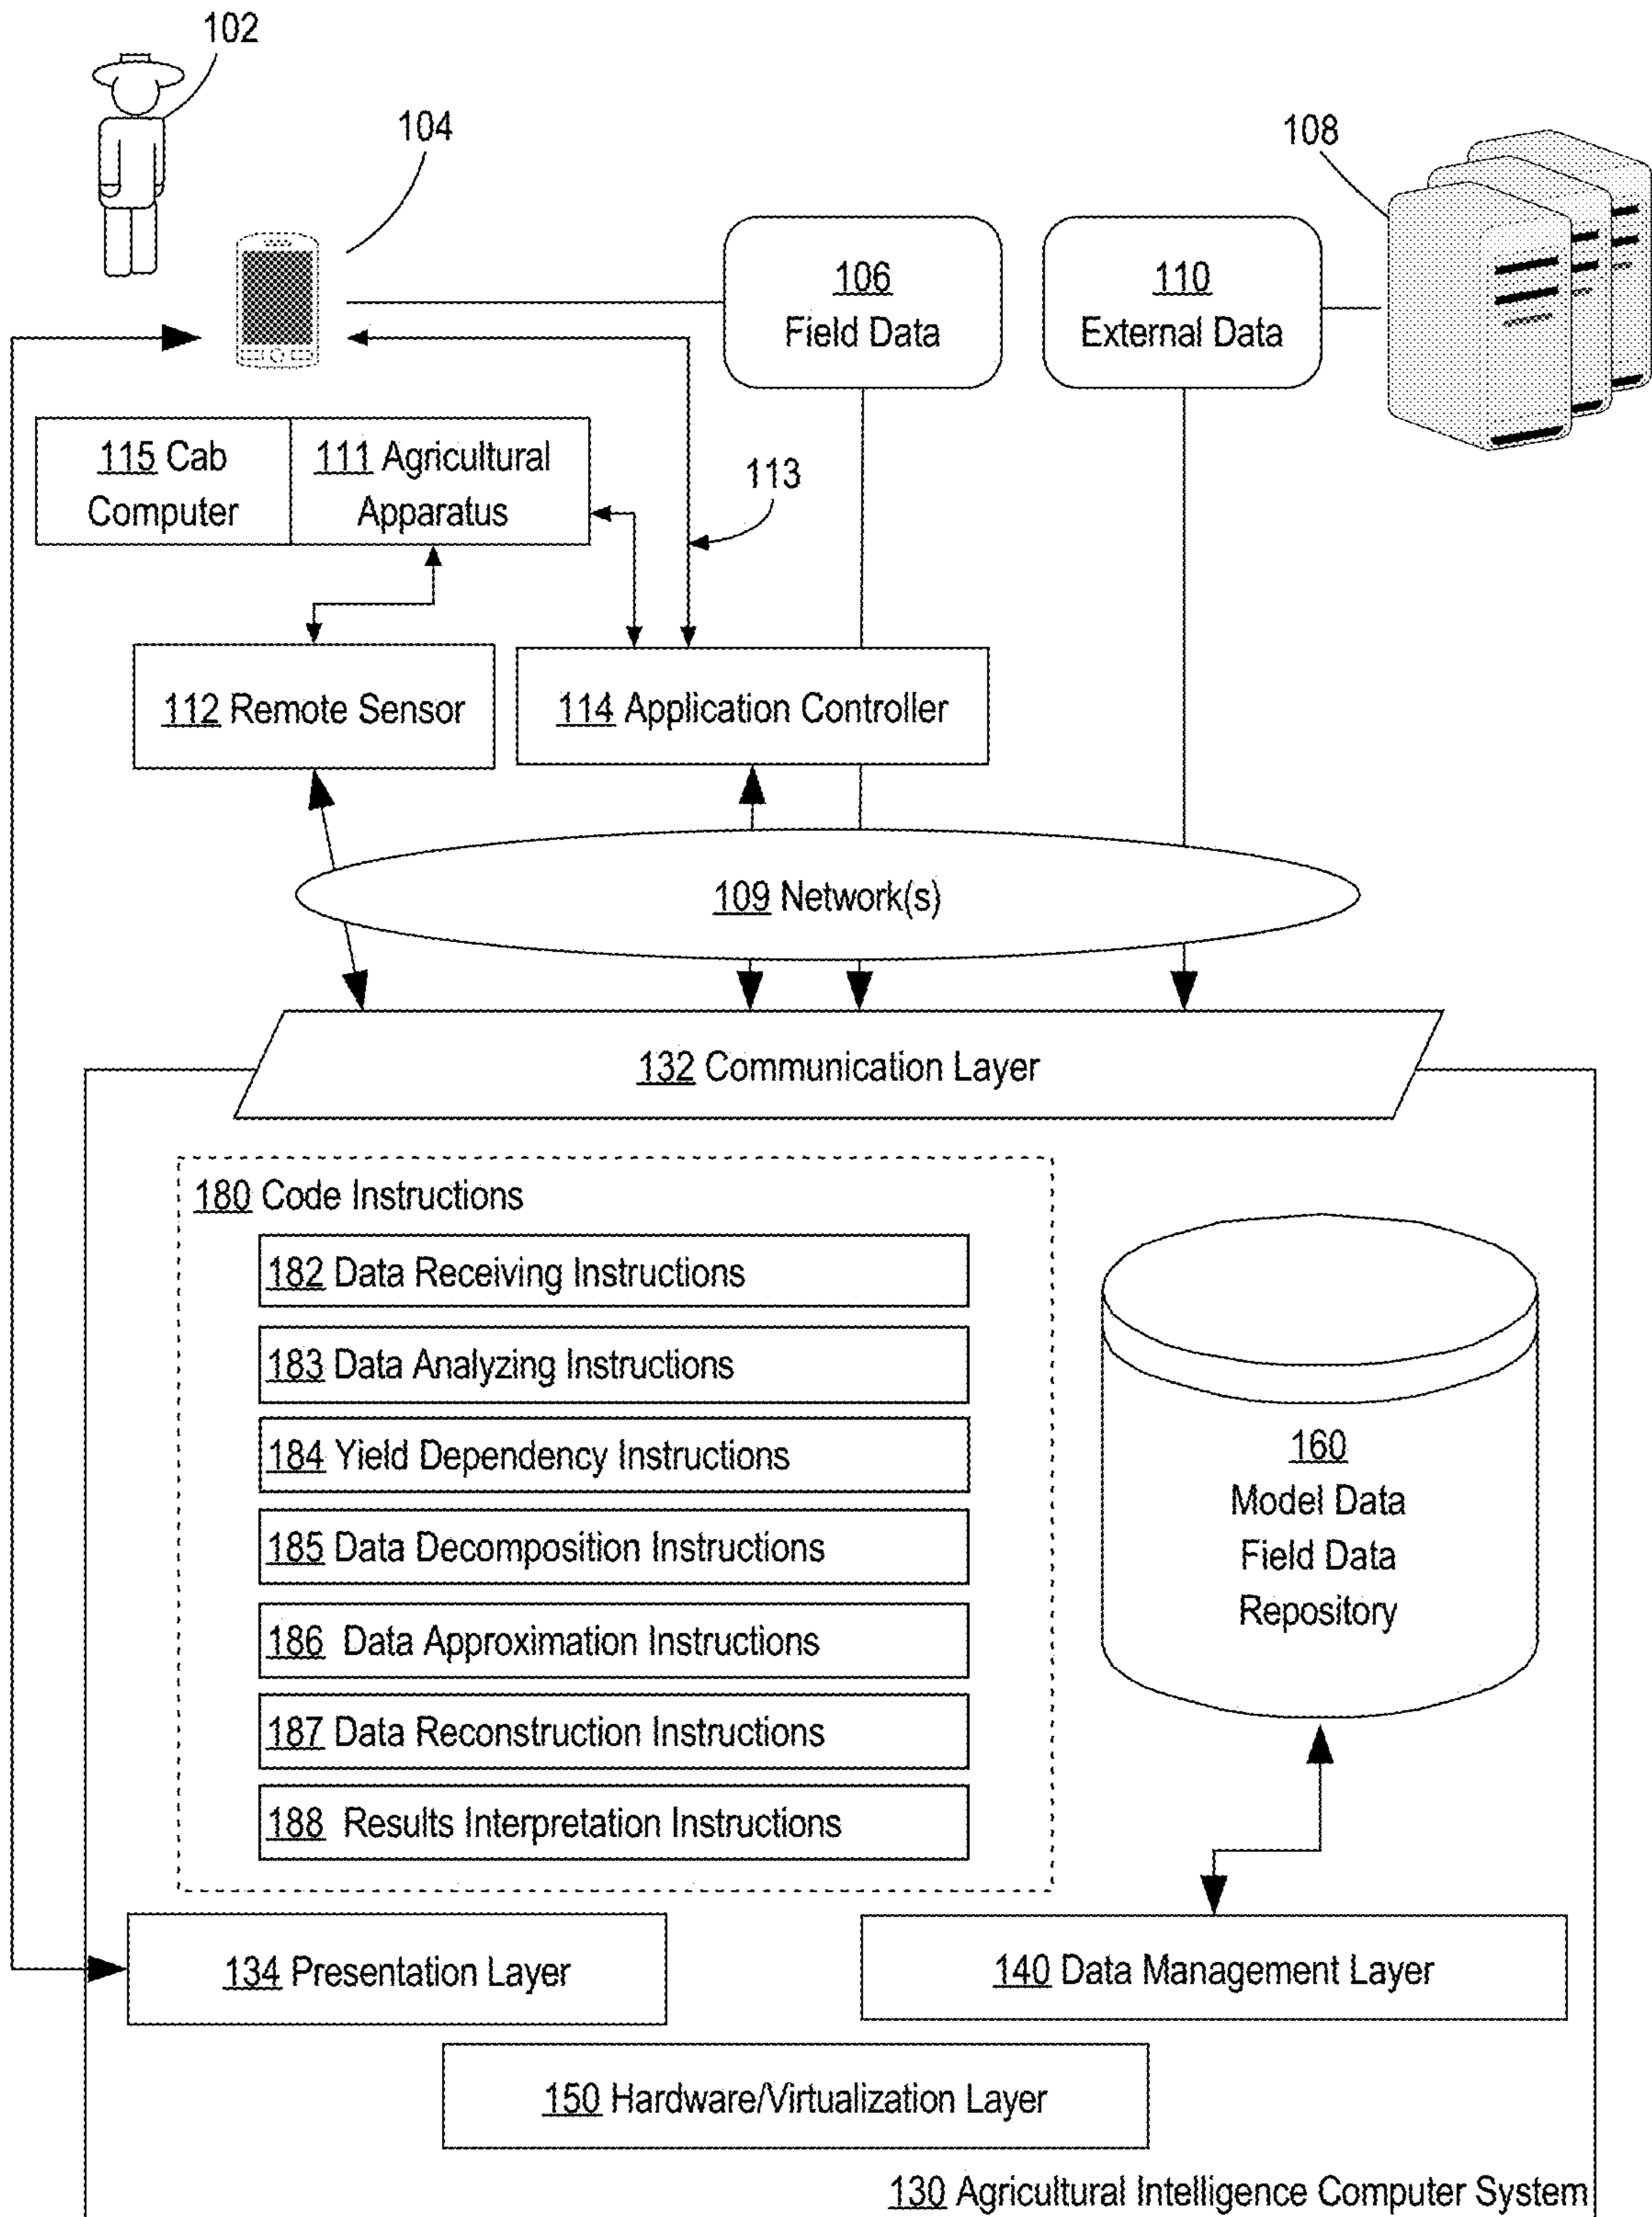 102
104
108
106
Field Data
110
External Data
115 Cab
Computer
111 Agricultural
Apparatus
113
112 Remote Sensor
114 Application Controller
109 Network(s)
132 Communication Layer
180 Code Instructions
182 Data Receiving Instructions
183 Data Analyzing Instructions
184 Yield Dependency Instructions
185 Data Decomposition Instructions
186 Data Approximation Instructions
187 Data Reconstruction Instructions
188 Results Interpretation Instructions
160
Model Data
Field Data
Repository
134 Presentation Layer
140 Data Management Layer
150 Hardware/Virtualization Layer
130 Agricultural Intelligence Computer System